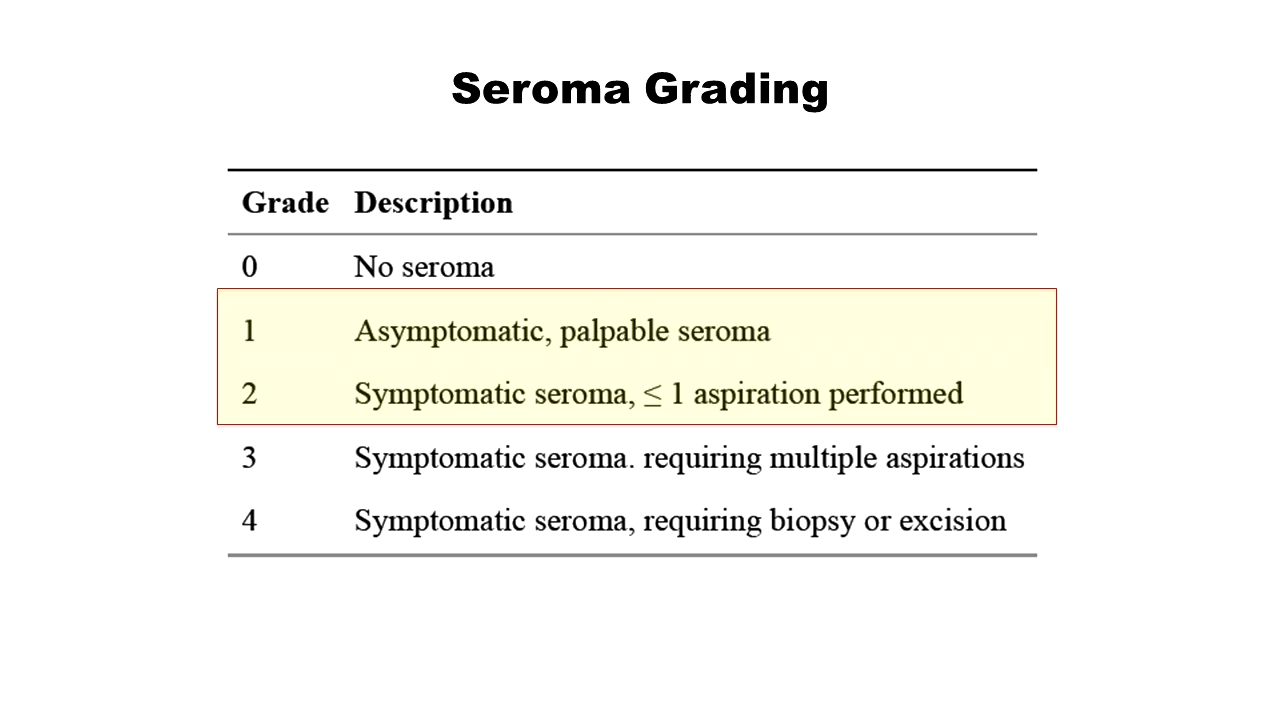 Seroma Grading
Grade Description
0 No seroma
1 Asymptomatic, palpable seroma
2 Symptomatic seroma, ≤ 1 aspiration performed
3 Symptomatic seroma. requiring multiple aspirations
4 Symptomatic seroma, requiring biopsy or excision